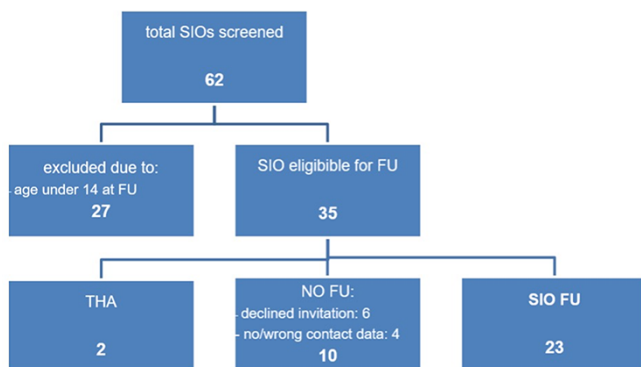 total SIOs screened
62
excluded due to:
- age under 14 at FU
27
SIO eligibible for FU
35
THA
2
NO FU:
- declined invitation: 6
- no/wrong contact data: 4
10
SIO FU
23